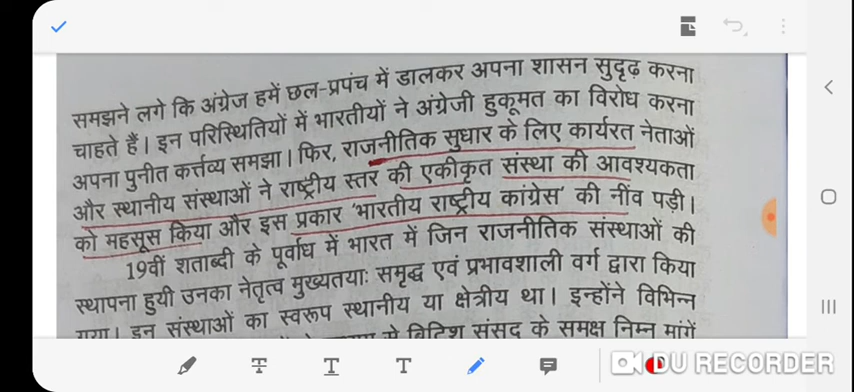 समझने लगे कि अंग्रेज हमें छल-प्रपंच में डालकर अपना शासन सुदृढ़ करना
चाहते हैं। इन परिस्थितियों में भारतीयों ने अंग्रेजी हुकूमत का विरोध करना
अपना पुनीत कर्त्तव्य समझा। फिर, राजनीतिक सुधार के लिए कार्यरत नेताओं
और स्थानीय संस्थाओं ने राष्ट्रीय स्तर की एकीकृत संस्था की आवश्यकता
को महसूस किया और इस प्रकार 'भारतीय राष्ट्रीय कांग्रेस' की नींव पड़ी।
19वीं शताब्दी के पूर्वाध में भारत में जिन राजनीतिक संस्थाओं की
स्थापना हुयी उनका नेतृत्व मुख्यतयाः समृद्ध एवं प्रभावशाली वर्ग द्वारा किया
गया। इन संस्थाओं का स्वरूप स्थानीय या क्षेत्रीय था। इन्होंने विभिन्न
से ब्रिटिश संसद के समक्ष निम्न मांगें
T T T
DU RECORDER